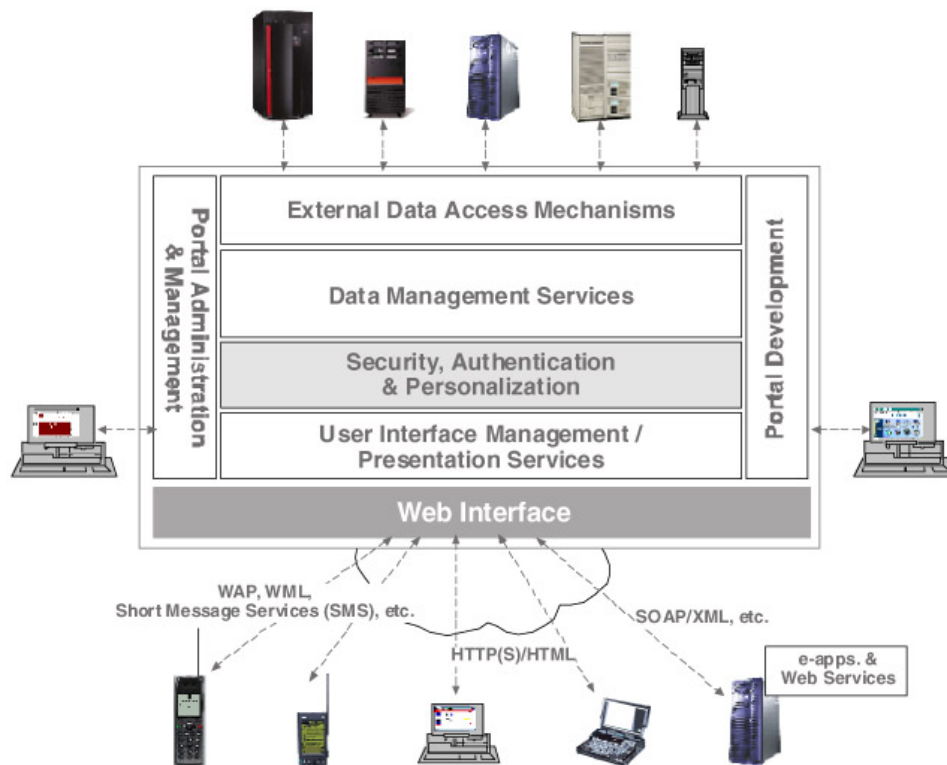 External Data Access Mechanisms
Portal Administration
& Management
Data Management Services
Security, Authentication
& Personalization
User Interface Management /
Presentation Services
Portal Development
Web Interface
WAP, WML,
Short Message Services (SMS), etc.
HTTP(S)/HTML
SOAP/XML, etc.
e-apps. &
Web Services